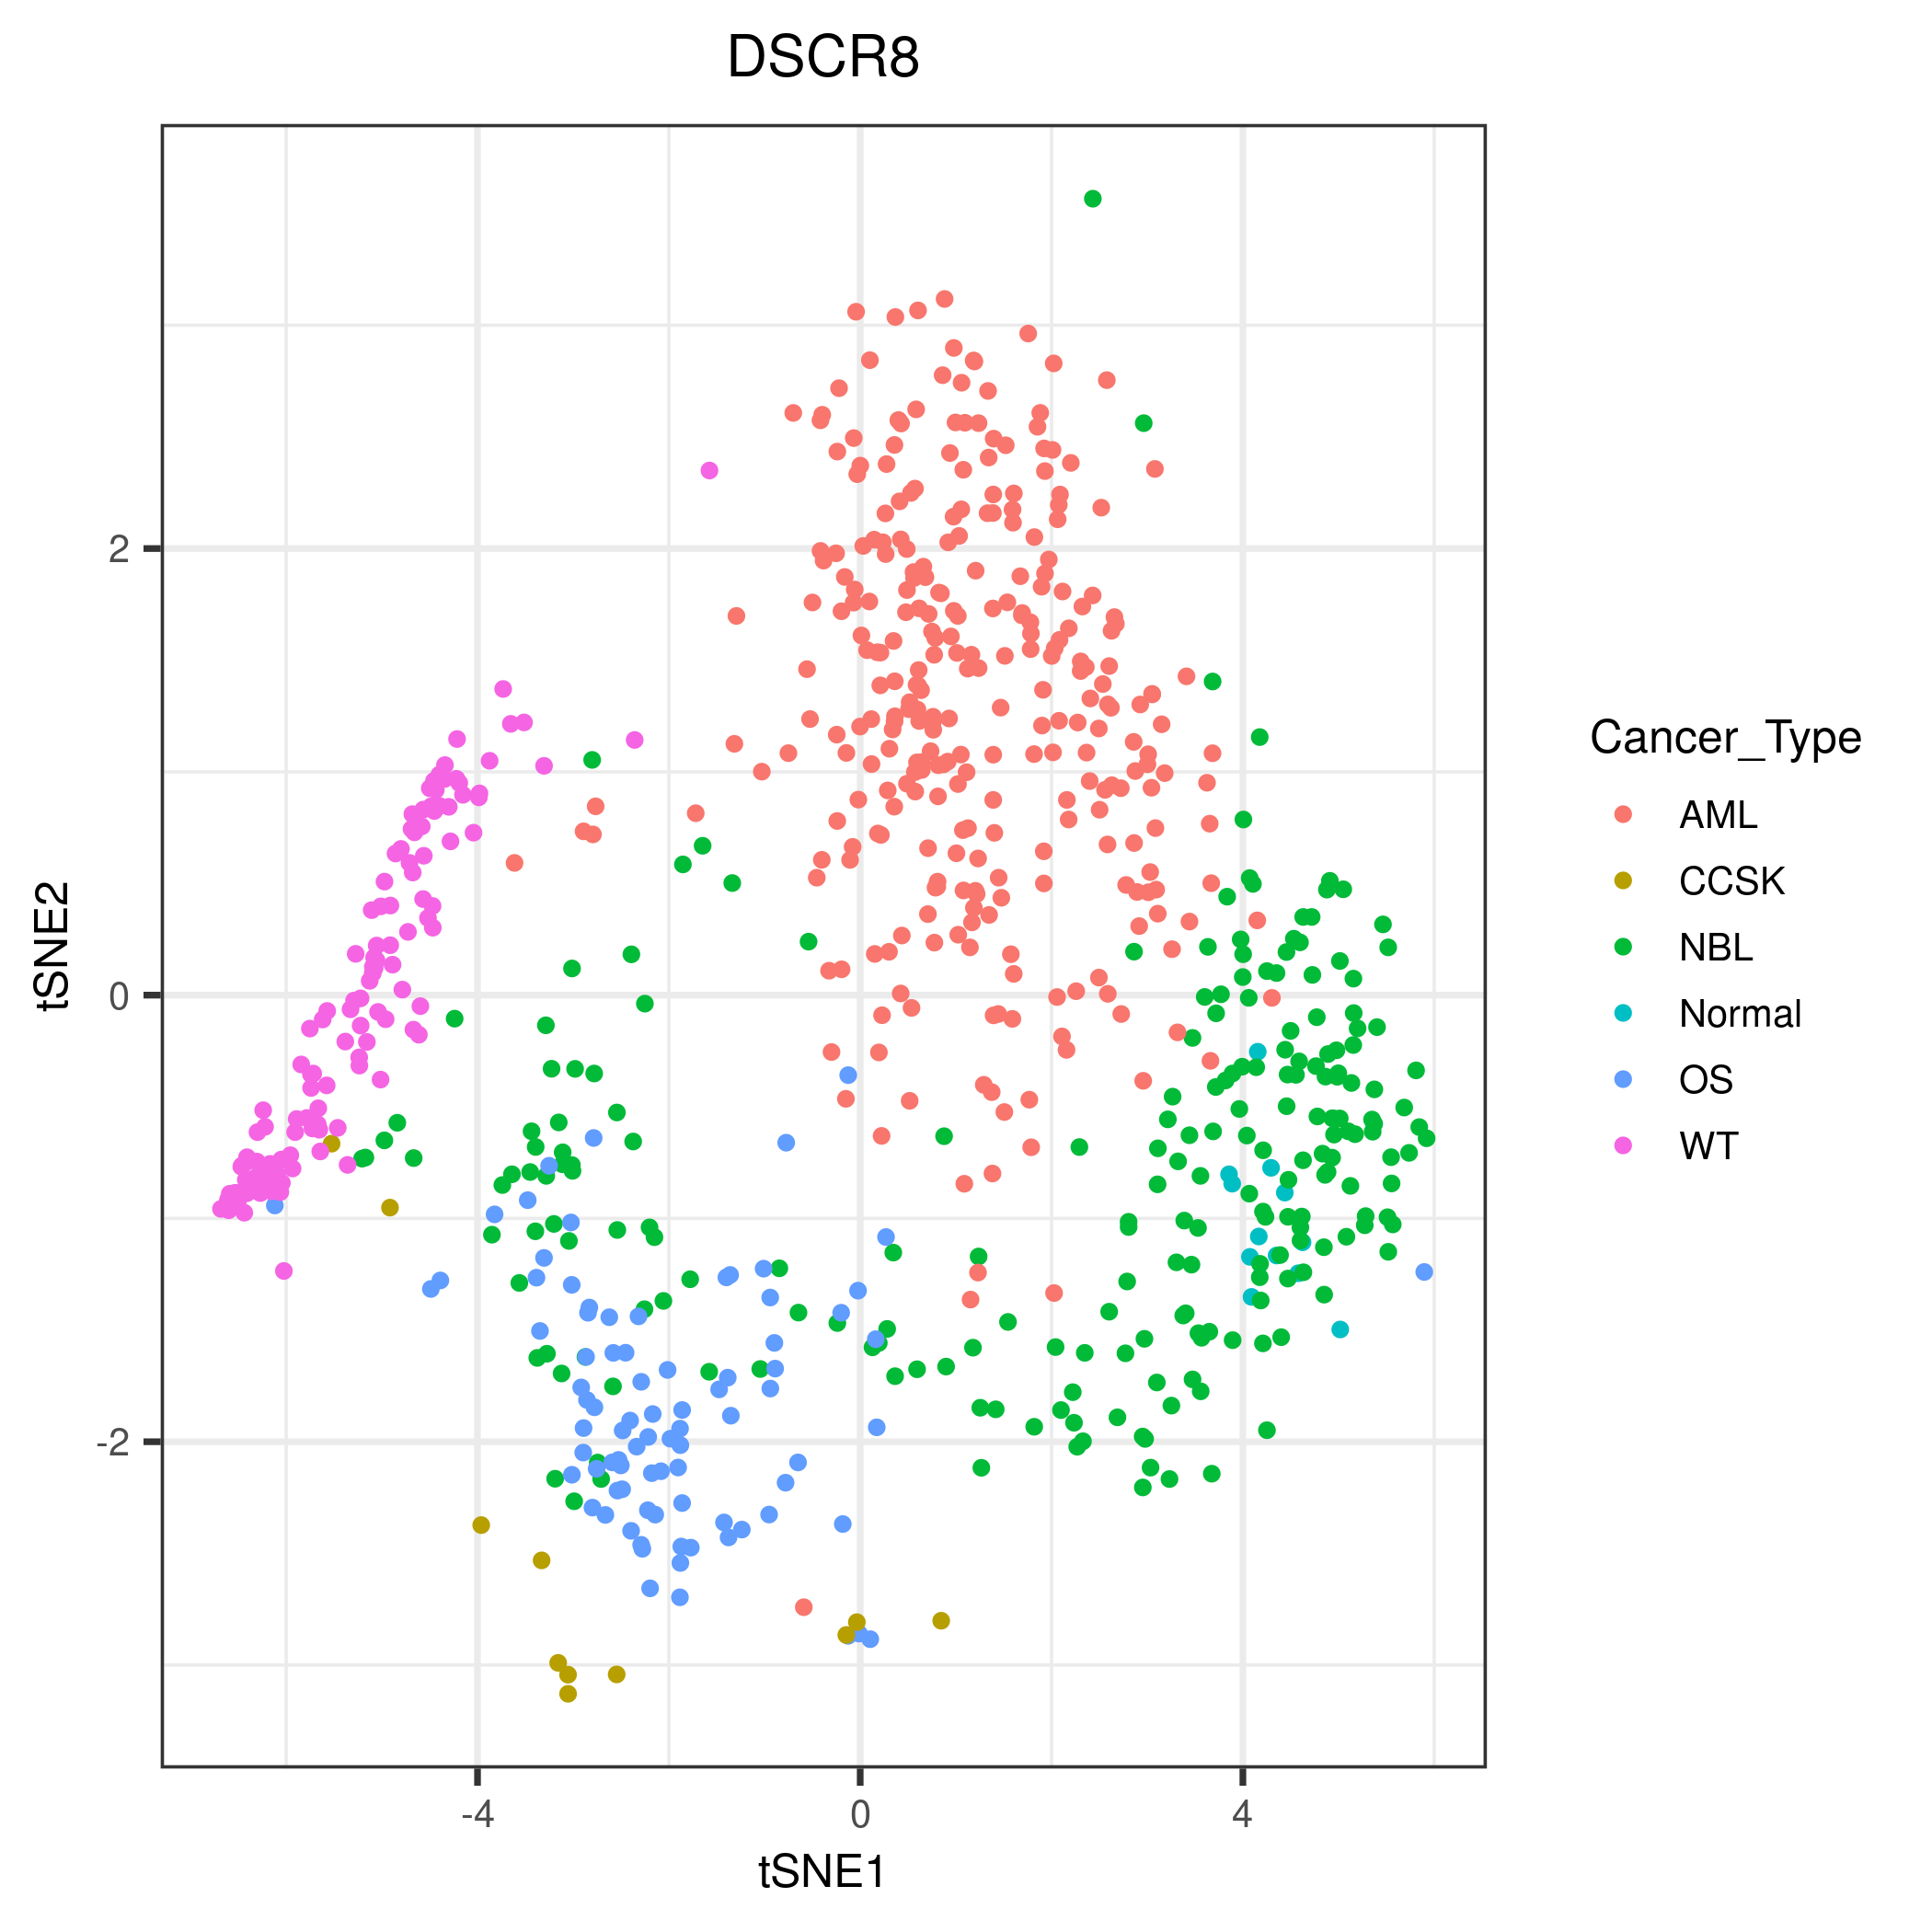 DSCR8
tSNE2
2
0
-2
-4
0
4
tSNE1
Cancer_Type
AML
CCSK
NBL
Normal
OS
WT